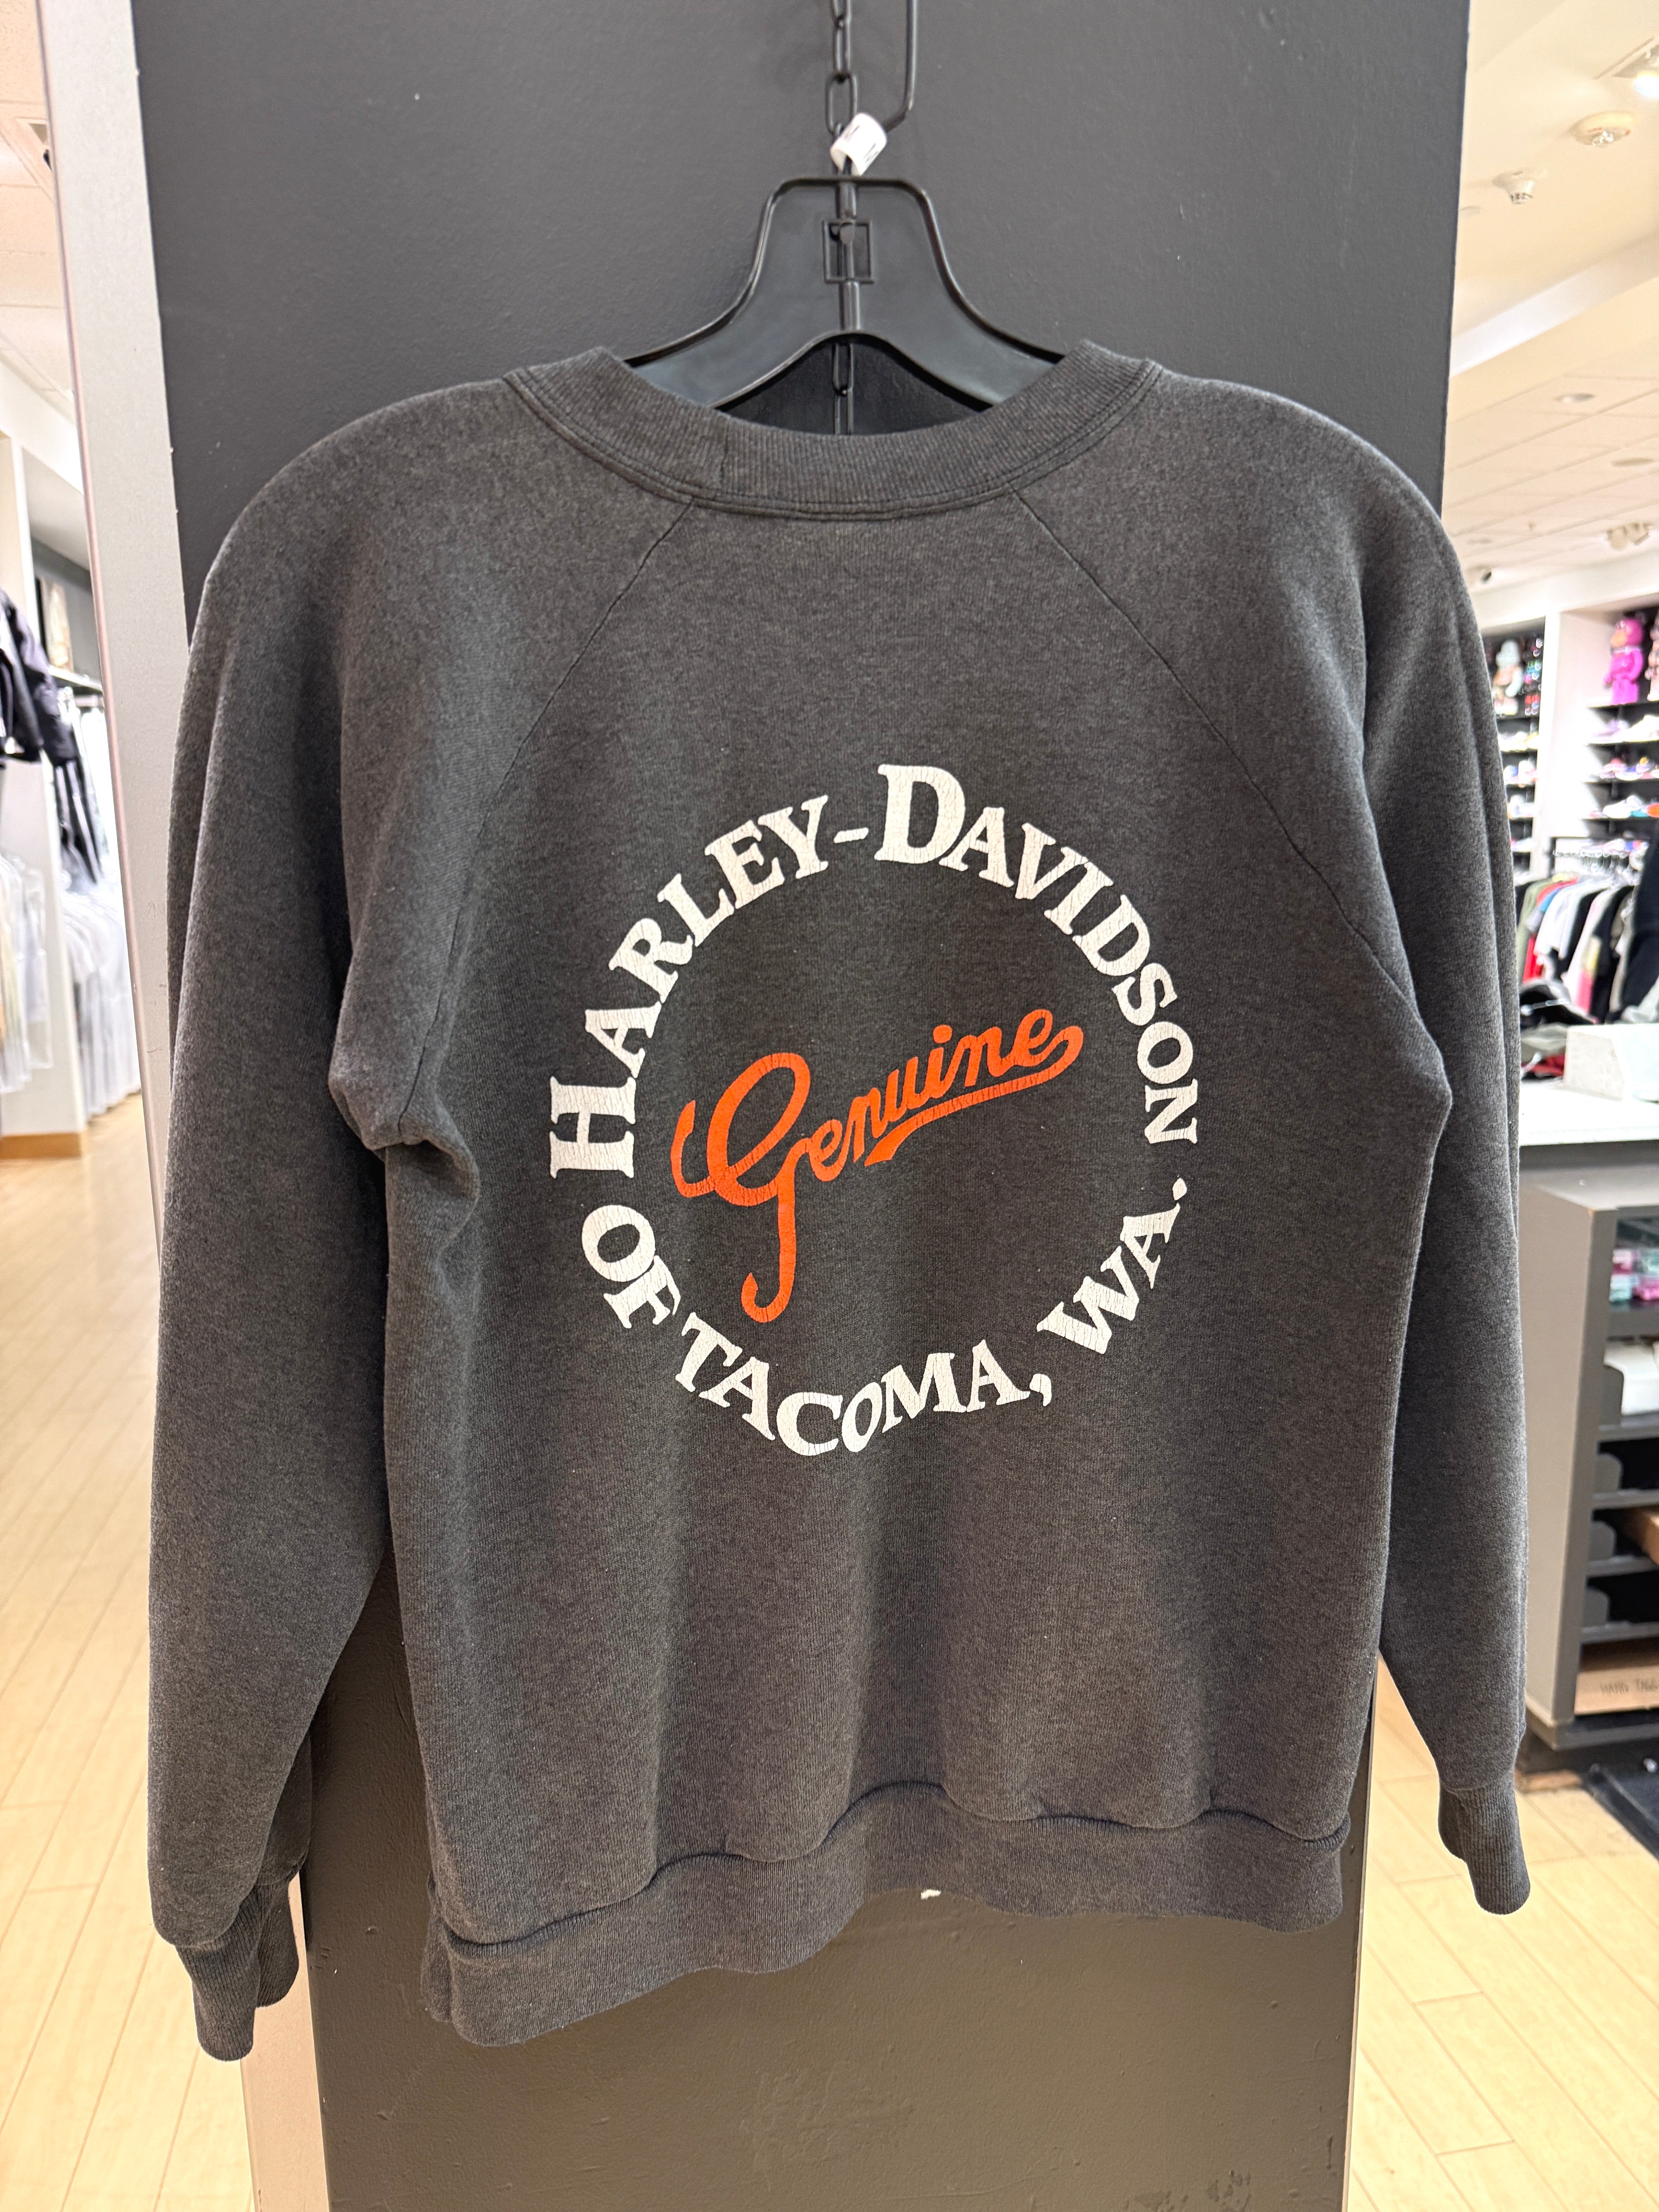 HARLEY-DAVIDSON
OF TACOMA, WA.
Genuine